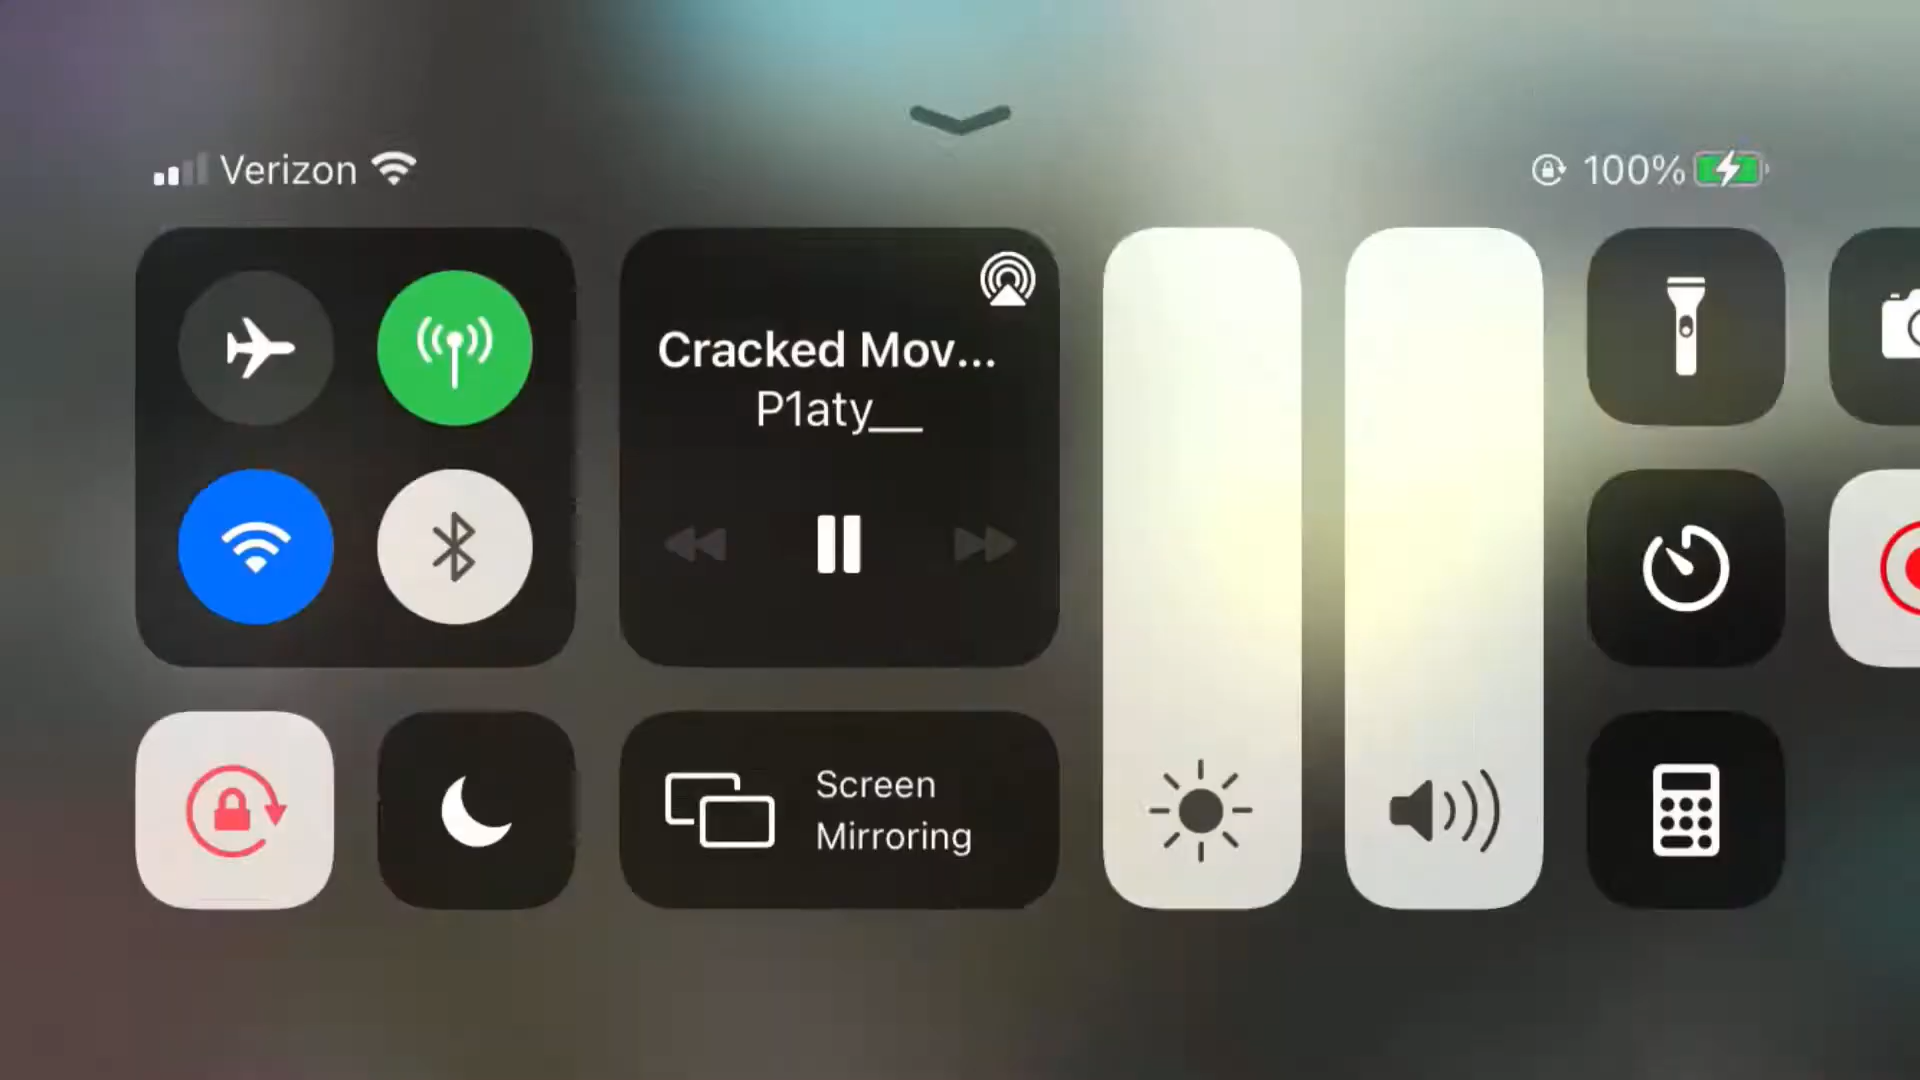 Verizon
100%
Cracked Mov...
P1aty__
Screen
Mirroring